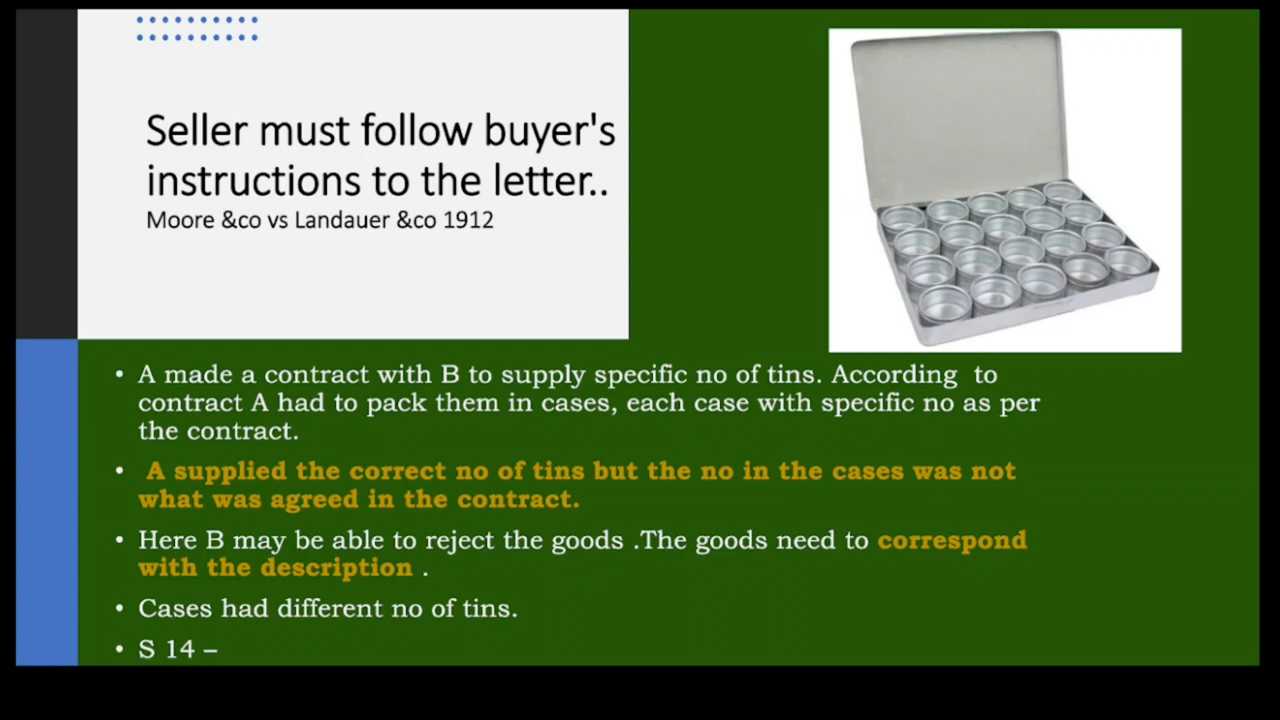 Seller must follow buyer's
instructions to the letter..
Moore &co vs Landauer &co 1912
• A made a contract with B to supply specific no of tins. According to
contract A had to pack them in cases, each case with specific no as per
the contract.
• A supplied the correct no of tins but the no in the cases was not
what was agreed in the contract.
• Here B may be able to reject the goods .The goods need to correspond
with the description .
• Cases had different no of tins.
• S 14 –